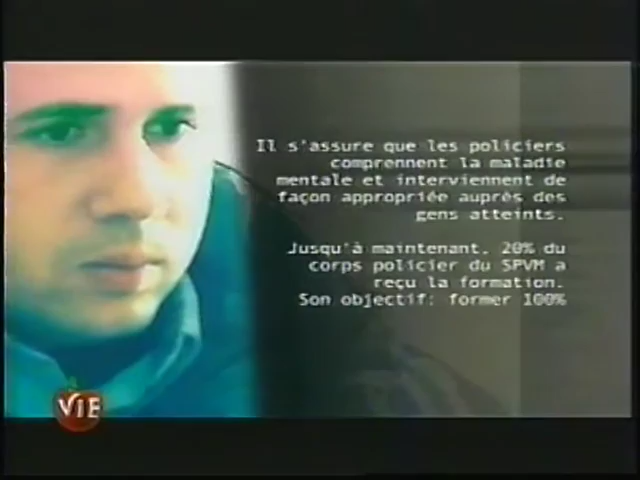 Il s'assure que les policiers
comprennent la maladie
mentale et interviennent de
façon appropriée auprès des
gens atteints.
Jusqu'à maintenant, 20% du
corps policier du SPVM a
reçu la formation.
Son objectif: former 100%
VIE